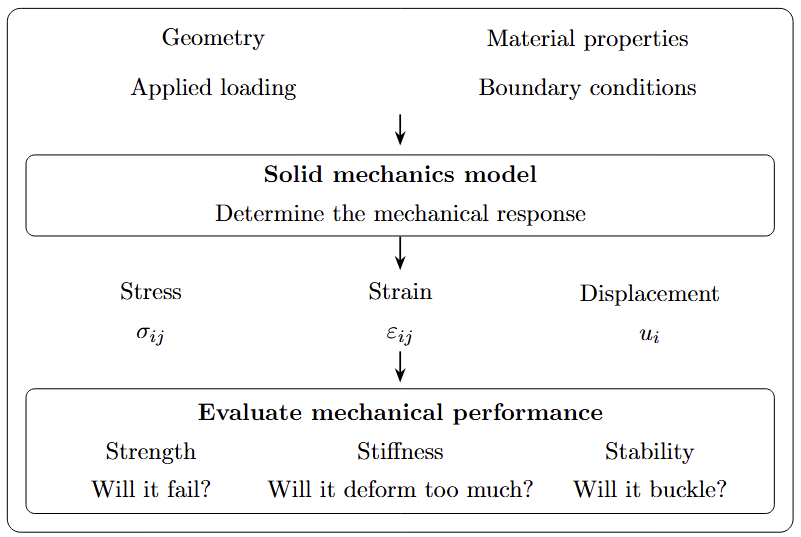 Geometry Material properties
Applied loading Boundary conditions
Solid mechanics model
Determine the mechanical response
Stress Strain Displacement
σij εij ui
Evaluate mechanical performance
Strength Stiffness Stability
Will it fail? Will it deform too much? Will it buckle?